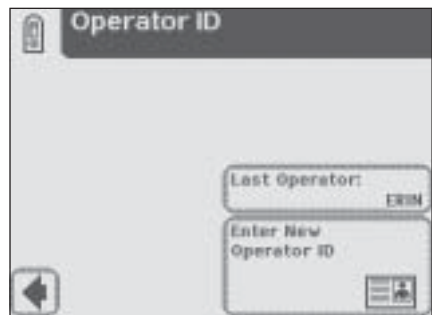 Operator ID
Last Operator:
ERIN
Enter New
Operator ID